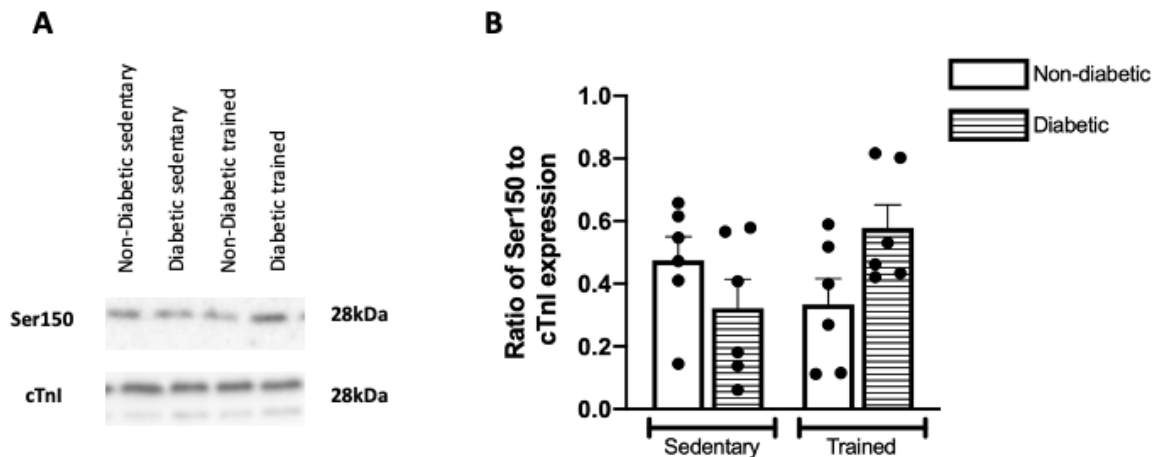 A
Non-Diabetic sedentary
Diabetic sedentary
Non-Diabetic trained
Diabetic trained
Ser150
28kDa
cTnI
28kDa
B
Non-diabetic
Diabetic
Ratio of Ser150 to
cTnI expression
1.0
0.8
0.6
0.4
0.2
0.0
Sedentary
Trained